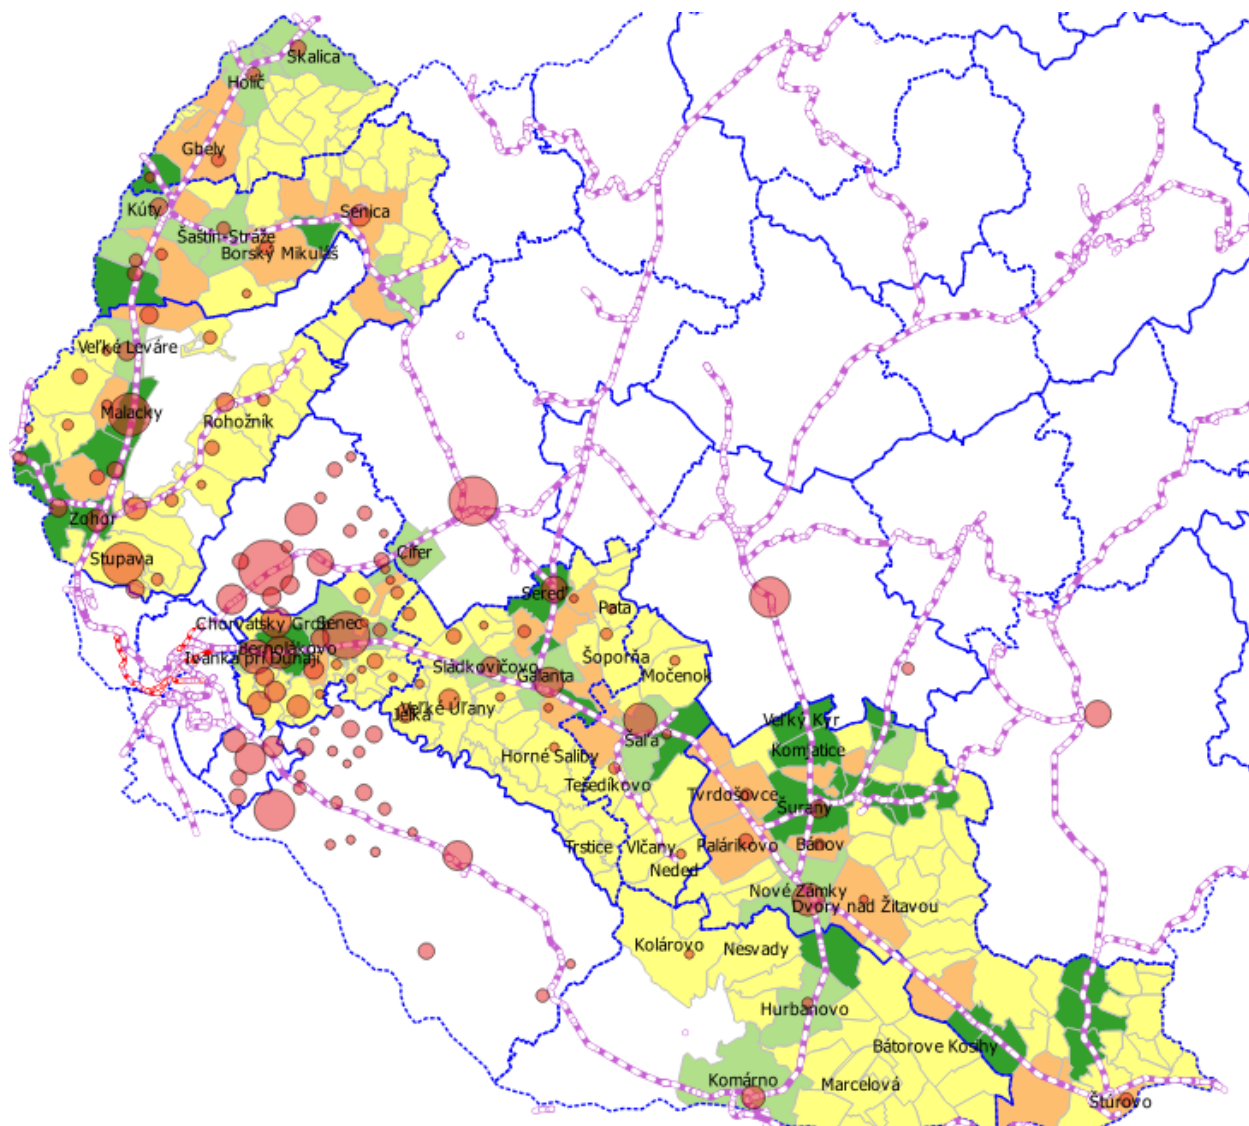 Skalica
Holíč
Gbely
Kúty
Senica
Šaštín-Stráže
Borský Mikuláš
Veľké Leváre
Malacky
Rohožník
Zohor
Stupava
Cífer
Sereď
Pata
Chorvátsky Grob
Senec
Bernolákovo
Ivanka pri Dunaji
Šoporňa
Sládkovičovo
Galanta
Močenok
Veľké Úľany
Jelka
Veľký Kýr
Šaľa
Komjatice
Horné Saliby
Tešedíkovo
Tvrdošovce
Šurany
Trstice
Vlčany
Palárikovo
Bánov
Neded
Nové Zámky
Dvory nad Žitavou
Kolárovo
Nesvady
Hurbanovo
Bátorove Kosihy
Komárno
Marcelová
Štúrovo